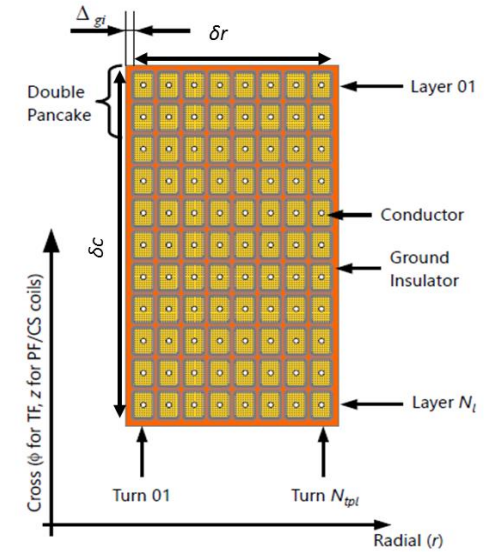 Δgi
δr
Double
Pancake
Layer 01
Conductor
δc
Ground
Insulator
Cross (ϕ for TF, z for PF/CS coils)
Layer Nl
Turn 01
Turn Ntpl
Radial (r)